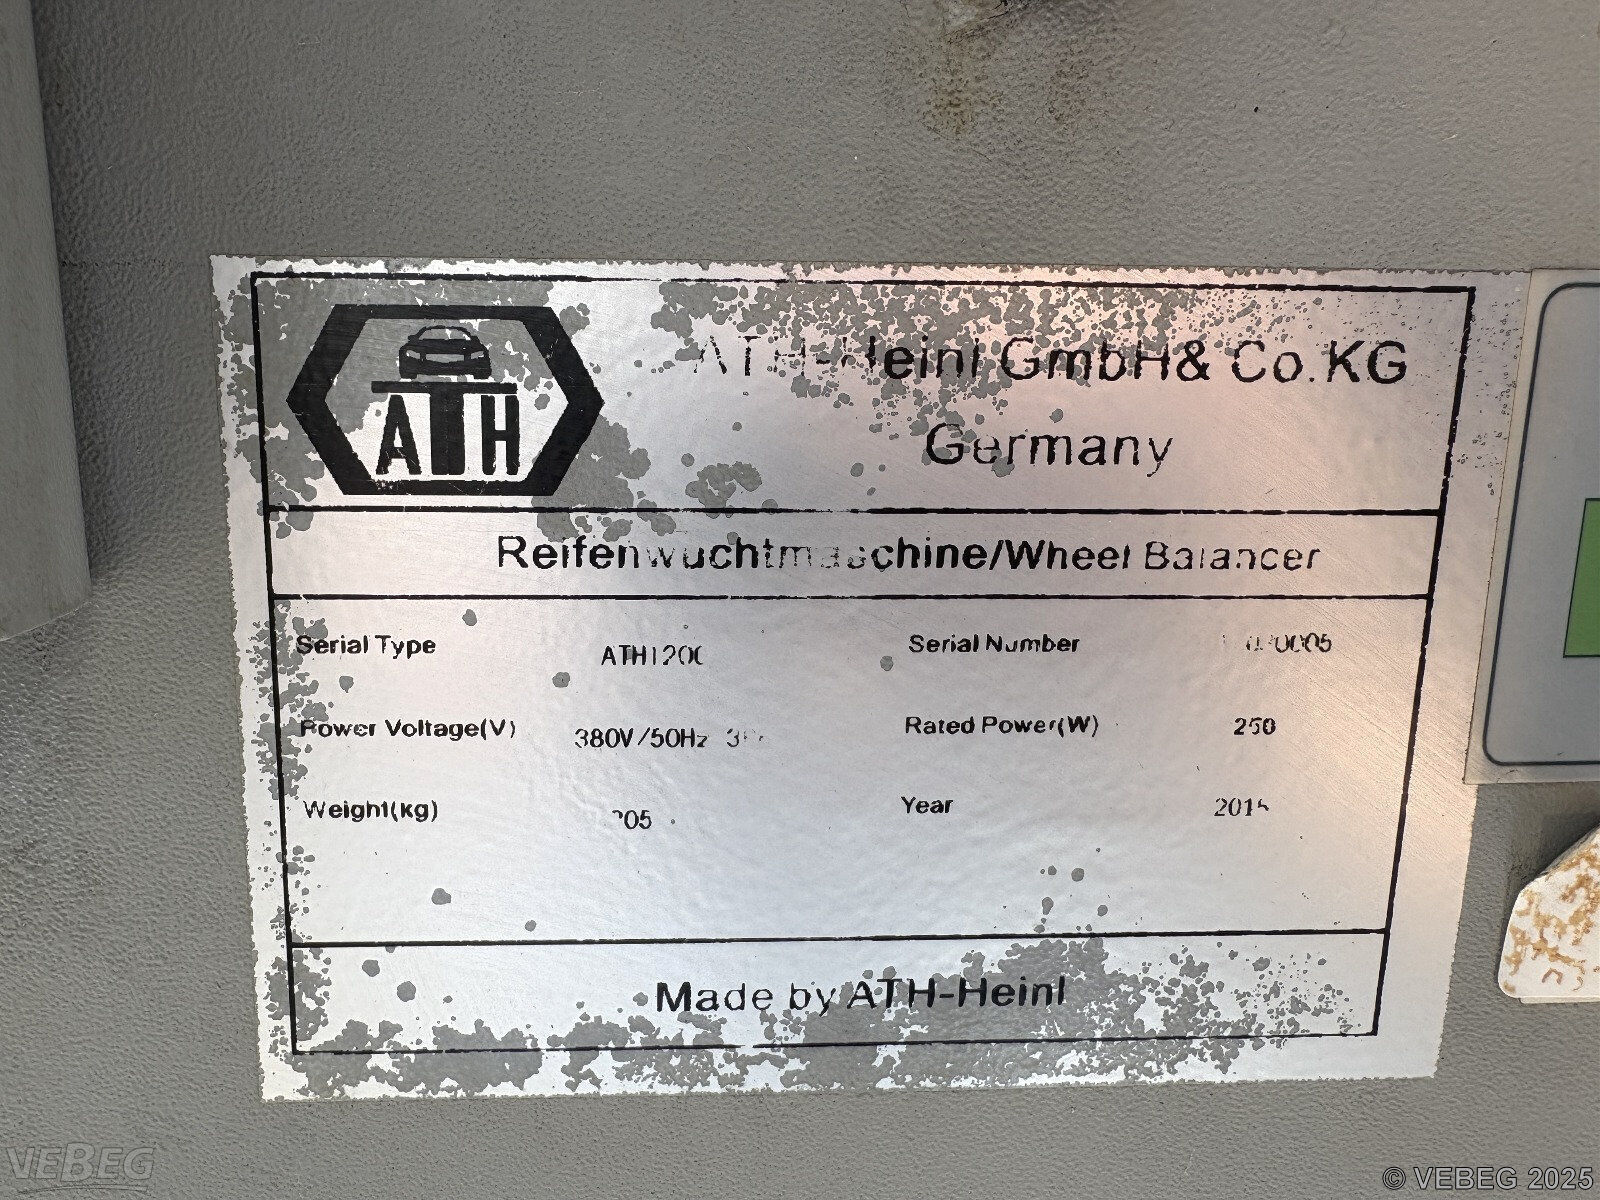 ATH
ATH-Heinl GmbH& Co.KG
Germany
Reifenwuchtmaschine/Wheel Balancer
Serial Type ATH1200 Serial Number
Power Voltage(V) 380V/50Hz Rated Power(W) 250
Weight(kg) Year
Made by ATH-Heinl
VEBEG
© VEBEG 2025